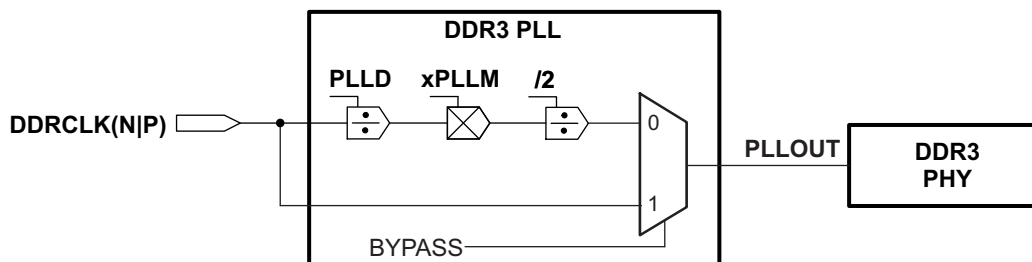 DDR3 PLL
PLLD
xPLLM
/2
DDRCLK(N|P)
0
PLLOUT
DDR3
PHY
1
BYPASS